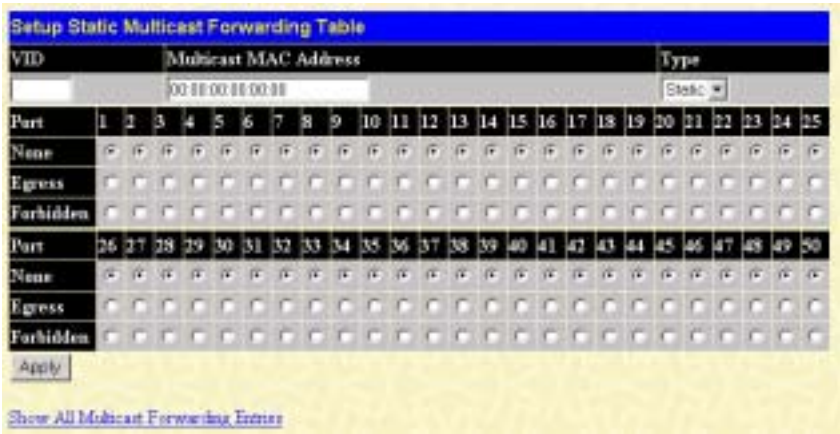 Setup Static Multicast Forwarding Table
VID Multicast MAC Address Type
00:00:00:00:00:00 Static
Port 1 2 3 4 5 6 7 8 9 10 11 12 13 14 15 16 17 18 19 20 21 22 23 24 25
None
Egress
Forbidden
Port 26 27 28 29 30 31 32 33 34 35 36 37 38 39 40 41 42 43 44 45 46 47 48 49 50
None
Egress
Forbidden
Apply
Show All Multicast Forwarding Entries